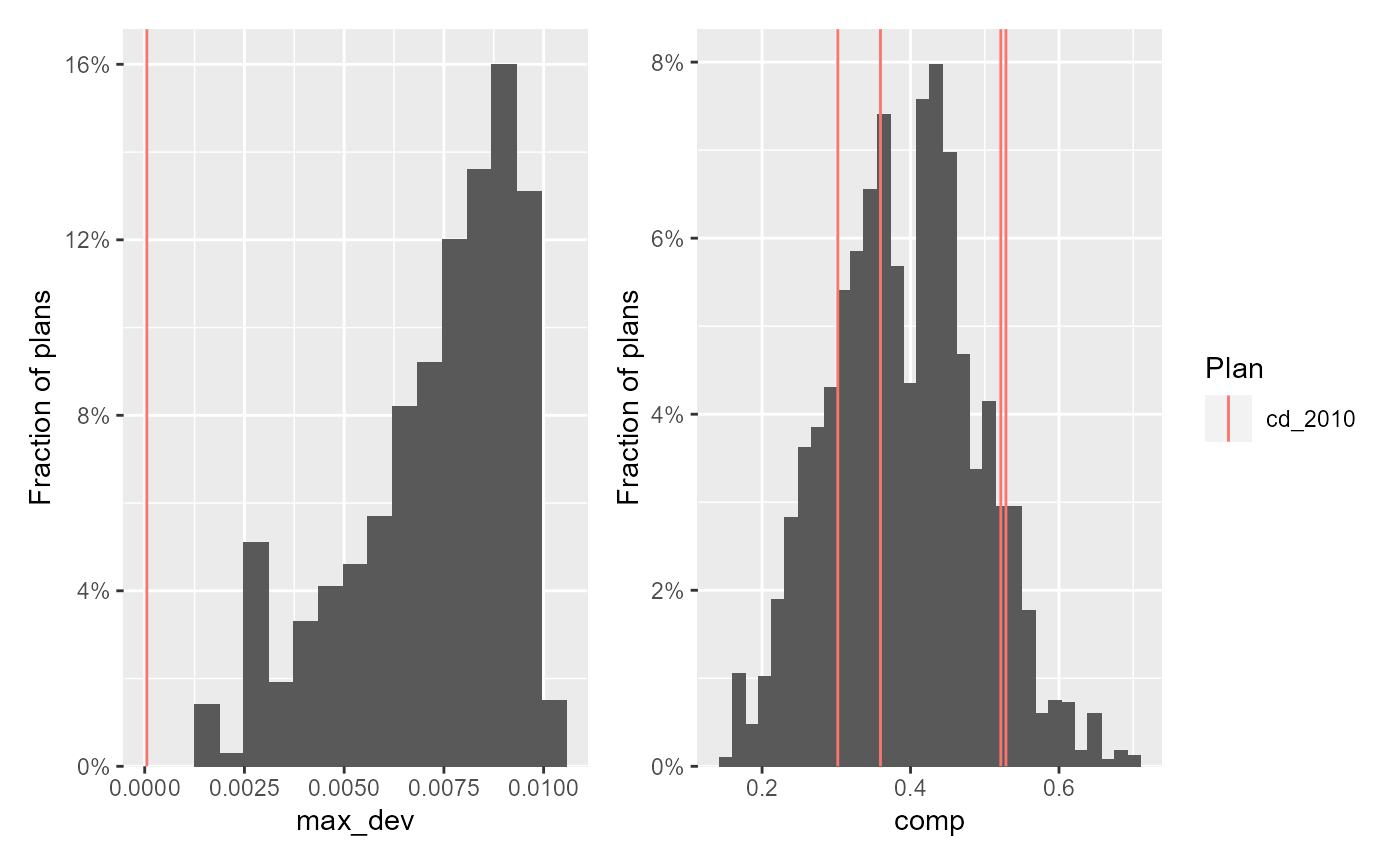 Fraction of plans
16%
12%
8%
4%
0%
0.0000 0.0025 0.0050 0.0075 0.0100
max_dev
Fraction of plans
8%
6%
4%
2%
0%
0.2 0.4 0.6
comp
Plan
cd_2010